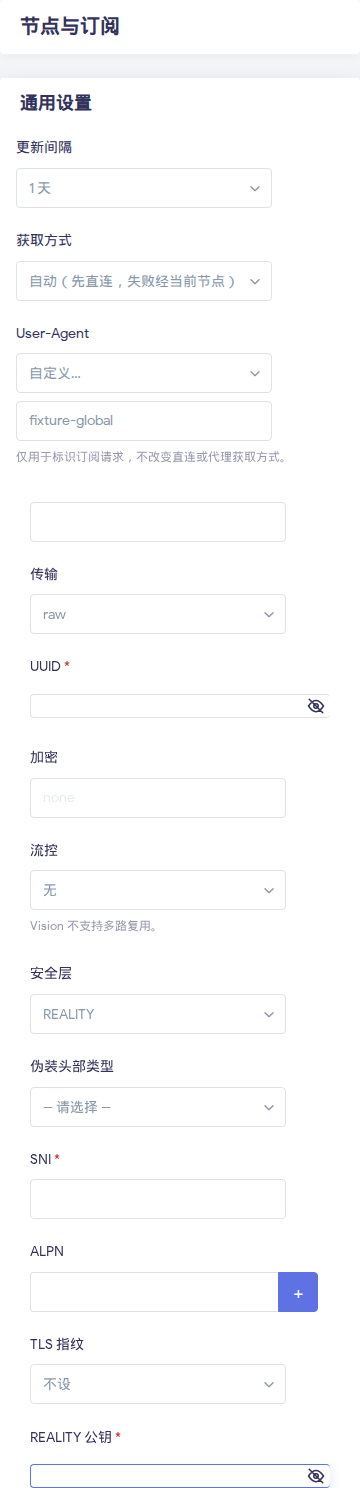 节点与订阅
通用设置
更新间隔
1 天
获取方式
自动（先直连，失败经当前节点）
User-Agent
自定义...
fixture-global
仅用于标识订阅请求，不改变直连或代理获取方式。
传输
raw
UUID *
加密
none
流控
无
Vision 不支持多路复用。
安全层
REALITY
伪装头部类型
-- 请选择 --
SNI *
ALPN
+
TLS 指纹
不设
REALITY 公钥 *